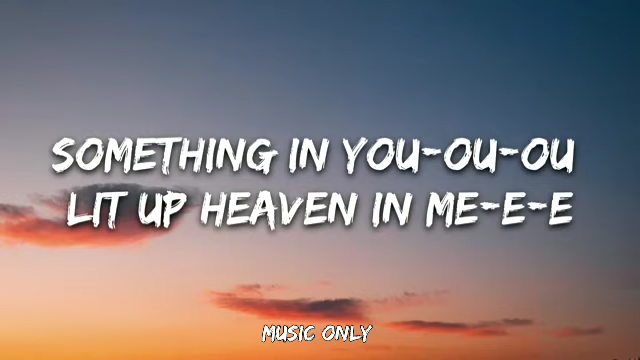 SOMETHING IN YOU-OU-OU
LIT UP HEAVEN IN ME-E-E
MUSIC ONLY